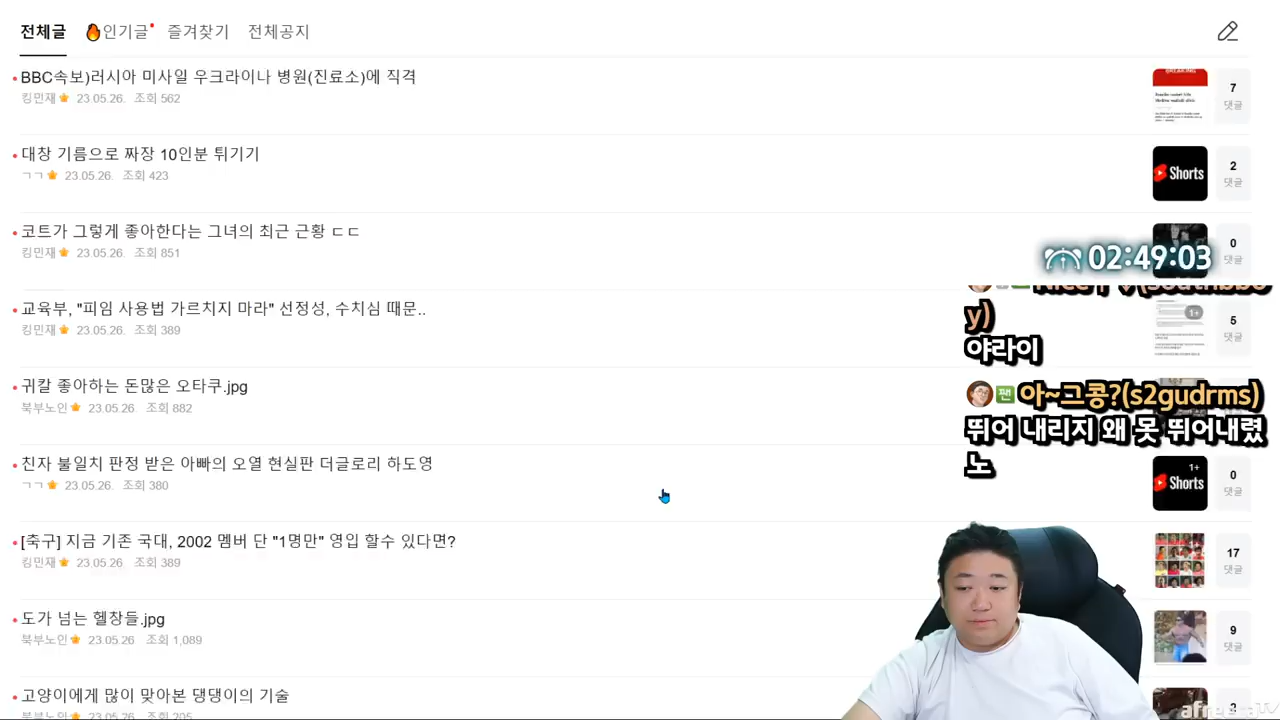 전체글 인기글 즐겨찾기 전체공지
BBC속보)러시아 미사일 우크라이나 병원(진료소)에 직격
킹민재 23.05.26. 조회 562
7
댓글
대창 기름으로 짜장 10인분 튀기기
ㄱㄱ 23.05.26. 조회 423
Shorts
2
댓글
코트가 그렇게 좋아한다는 그녀의 최근 근황 ㄷㄷ
킹민재 23.05.26. 조회 851
0
댓글
02:49:03
교육부, "피임 사용법 가르치지 마라" 선정성, 수치심 때문..
킹민재 23.05.26. 조회 389
1+
5
댓글
y)
야라이
귀멸 좋아하는 돈많은 오타쿠.jpg
북부노인 23.05.26. 조회 882
팬 아~그콩?(s2gudrms)
뛰어 내리지 왜 못 뛰어내렸
노
친자 불일치 판정 받은 아빠의 오열 현실판 더글로리 하도영
ㄱㄱ 23.05.26. 조회 380
1+
Shorts
0
댓글
[축구] 지금 기존 국대, 2002 멤버 단 "1명만" 영입 할수 있다면?
킹민재 23.05.26. 조회 389
17
댓글
도가 넘는 헬창들.jpg
북부노인 23.05.26. 조회 1,089
9
댓글
고양이에게 많이 맞아본 댕댕이의 기술
북부노인 23.05.26. 조회 205
3